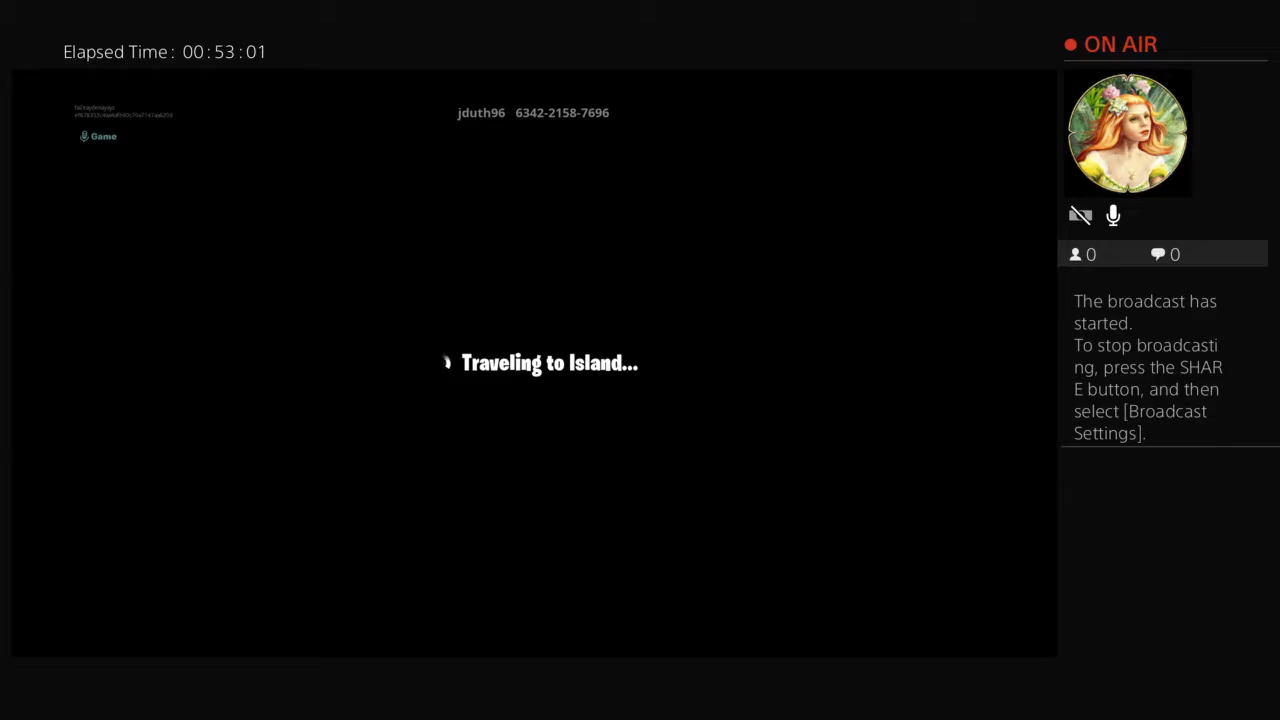 Elapsed Time: 00:53:01
ON AIR
jduth96 6342-2158-7696
Game
0 0
The broadcast has
started.
To stop broadcasti
ng, press the SHAR
E button, and then
select [Broadcast
Settings].
Traveling to Island...